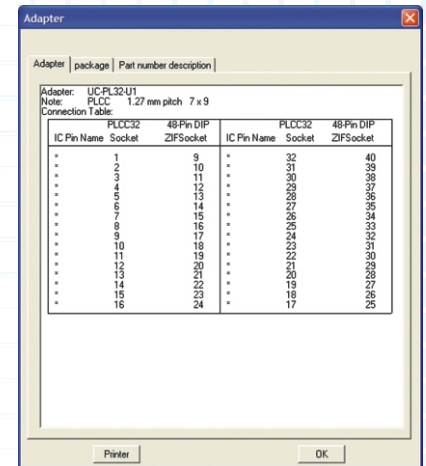 Adapter
Adapter package Part number description
Adapter: UC-PL32-U1
Note: PLCC 1.27 mm pitch 7 x 9
Connection Table:
PLCC32 48-Pin DIP PLCC32 48-Pin DIP
IC Pin Name Socket ZIFSocket IC Pin Name Socket ZIFSocket
" 1 9 " 32 40
" 2 10 " 31 39
" 3 11 " 30 38
" 4 12 " 29 37
" 5 13 " 28 36
" 6 14 " 27 35
" 7 15 " 26 34
" 8 16 " 25 33
" 9 17 " 24 32
" 10 18 " 23 31
" 11 19 " 22 30
" 12 20 " 21 29
" 13 21 " 20 28
" 14 22 " 19 27
" 15 23 " 18 26
" 16 24 " 17 25
Printer OK